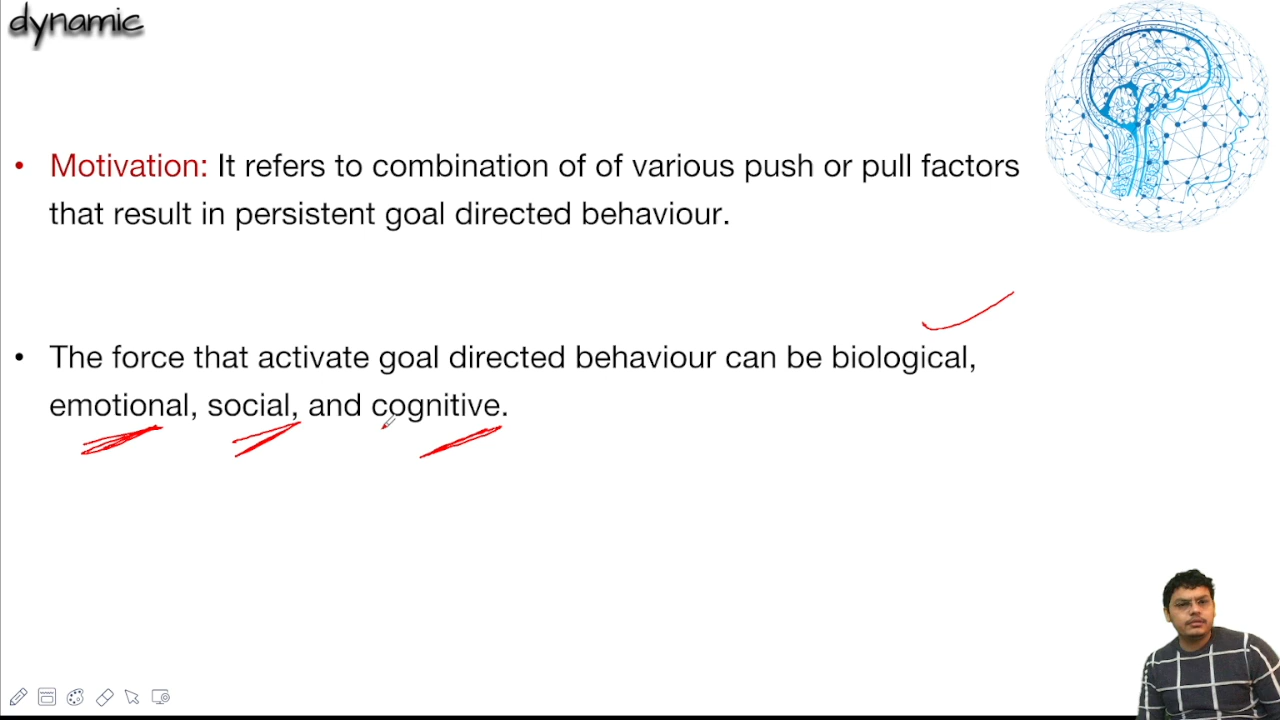 dynamic
• Motivation: It refers to combination of of various push or pull factors
that result in persistent goal directed behaviour.
• The force that activate goal directed behaviour can be biological,
emotional, social, and cognitive.